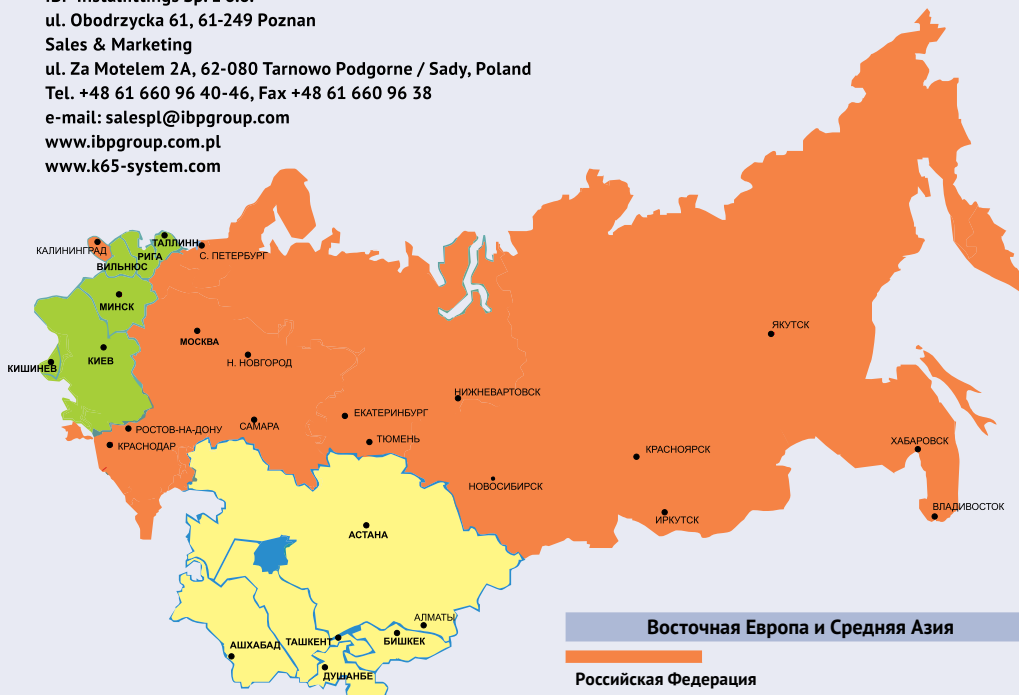 ul. Obodrzycka 61, 61-249 Poznan
Sales & Marketing
ul. Za Motelem 2A, 62-080 Tarnowo Podgorne / Sady, Poland
Tel. +48 61 660 96 40-46, Fax +48 61 660 96 38
e-mail: salespl@ibpgroup.com
www.ibpgroup.com.pl
www.k65-system.com
ТАЛЛИНН
КАЛИНИНГРАД
РИГА
С. ПЕТЕРБУРГ
ВИЛЬНЮС
МИНСК
ЯКУТСК
МОСКВА
КИЕВ
Н. НОВГОРОД
КИШИНЕВ
НИЖНЕВАРТОВСК
ЕКАТЕРИНБУРГ
САМАРА
РОСТОВ-НА-ДОНУ
ТЮМЕНЬ
ХАБАРОВСК
КРАСНОДАР
КРАСНОЯРСК
НОВОСИБИРСК
ВЛАДИВОСТОК
ИРКУТСК
АСТАНА
АЛМАТЫ
ТАШКЕНТ
БИШКЕК
АШХАБАД
ДУШАНБЕ
Восточная Европа и Средняя Азия
Российская Федерация